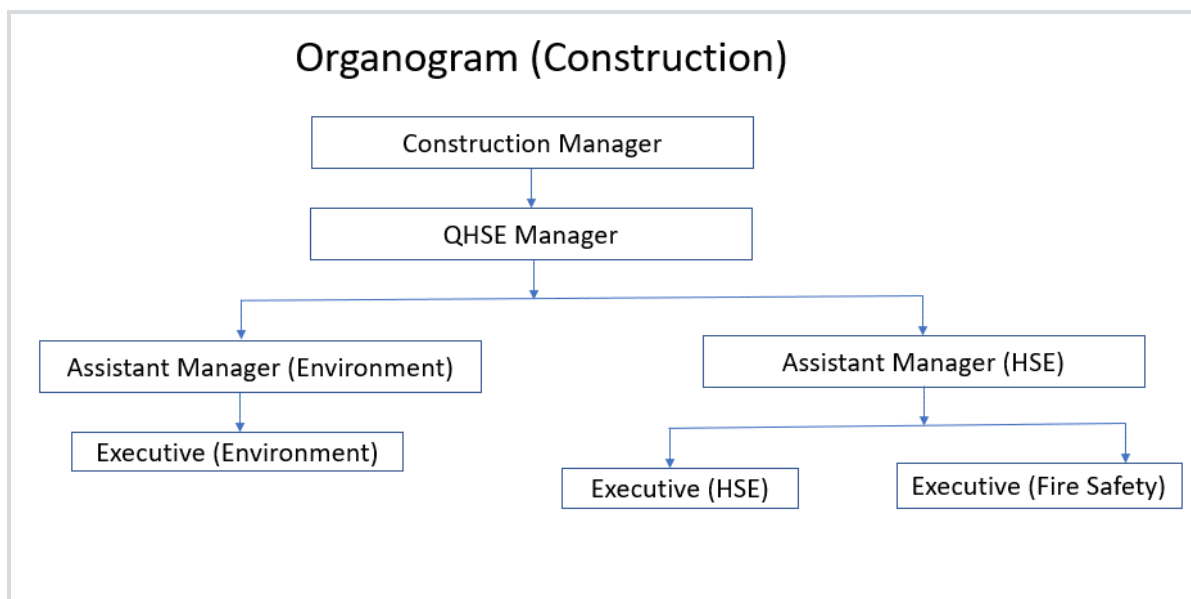 Organogram (Construction)
Construction Manager
QHSE Manager
Assistant Manager (Environment)
Assistant Manager (HSE)
Executive (Environment)
Executive (HSE)
Executive (Fire Safety)